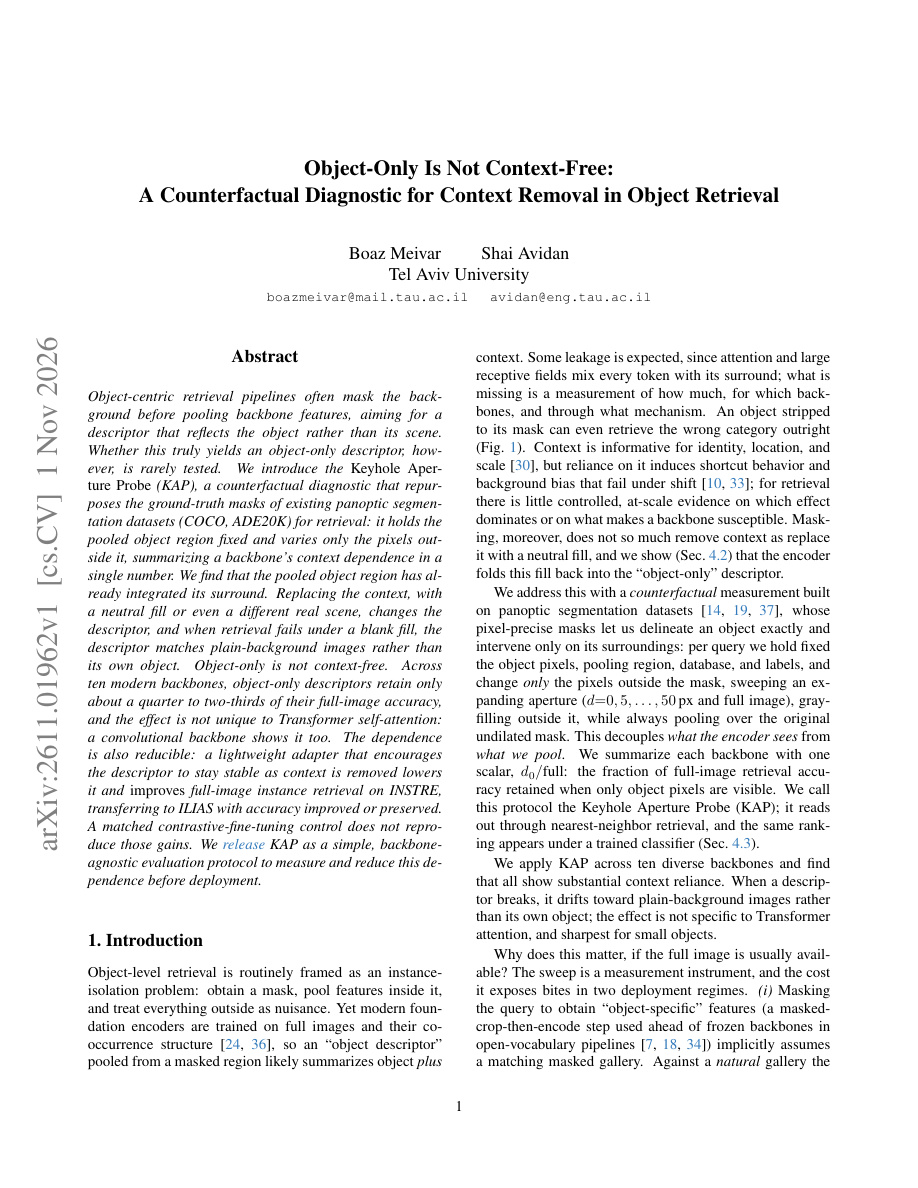 Object-Only Is Not Context-Free:
A Counterfactual Diagnostic for Context Removal in Object Retrieval
Boaz Meivar Shai Avidan
Tel Aviv University
boazmeivar@mail.tau.ac.il avidan@eng.tau.ac.il
arXiv:2611.01962v1 [cs.CV] 1 Nov 2026
Abstract
Object-centric retrieval pipelines often mask the back-
ground before pooling backbone features, aiming for a
descriptor that reflects the object rather than its scene.
Whether this truly yields an object-only descriptor, how-
ever, is rarely tested. We introduce the Keyhole Aper-
ture Probe (KAP), a counterfactual diagnostic that repur-
poses the ground-truth masks of existing panoptic segmen-
tation datasets (COCO, ADE20K) for retrieval: it holds the
pooled object region fixed and varies only the pixels out-
side it, summarizing a backbone's context dependence in a
single number. We find that the pooled object region has al-
ready integrated its surround. Replacing the context, with
a neutral fill or even a different real scene, changes the
descriptor, and when retrieval fails under a blank fill, the
descriptor matches plain-background images rather than
its own object. Object-only is not context-free. Across
ten modern backbones, object-only descriptors retain only
about a quarter to two-thirds of their full-image accuracy,
and the effect is not unique to Transformer self-attention:
a convolutional backbone shows it too. The dependence
is also reducible: a lightweight adapter that encourages
the descriptor to stay stable as context is removed lowers
it and improves full-image instance retrieval on INSTRE,
transferring to ILIAS with accuracy improved or preserved.
A matched contrastive-fine-tuning control does not repro-
duce those gains. We release KAP as a simple, backbone-
agnostic evaluation protocol to measure and reduce this de-
pendence before deployment.
1. Introduction
Object-level retrieval is routinely framed as an instance-
isolation problem: obtain a mask, pool features inside it,
and treat everything outside as nuisance. Yet modern foun-
dation encoders are trained on full images and their co-
occurrence structure [24, 36], so an “object descriptor”
pooled from a masked region likely summarizes object plus
context. Some leakage is expected, since attention and large
receptive fields mix every token with its surround; what is
missing is a measurement of how much, for which back-
bones, and through what mechanism. An object stripped
to its mask can even retrieve the wrong category outright
(Fig. 1). Context is informative for identity, location, and
scale [30], but reliance on it induces shortcut behavior and
background bias that fail under shift [10, 33]; for retrieval
there is little controlled, at-scale evidence on which effect
dominates or on what makes a backbone susceptible. Mask-
ing, moreover, does not so much remove context as replace
it with a neutral fill, and we show (Sec. 4.2) that the encoder
folds this fill back into the “object-only” descriptor.
We address this with a counterfactual measurement built
on panoptic segmentation datasets [14, 19, 37], whose
pixel-precise masks let us delineate an object exactly and
intervene only on its surroundings: per query we hold fixed
the object pixels, pooling region, database, and labels, and
change only the pixels outside the mask, sweeping an ex-
panding aperture (d=0, 5, . . . , 50 px and full image), gray-
filling outside it, while always pooling over the original
undilated mask. This decouples what the encoder sees from
what we pool. We summarize each backbone with one
scalar, d0/full: the fraction of full-image retrieval accu-
racy retained when only object pixels are visible. We call
this protocol the Keyhole Aperture Probe (KAP); it reads
out through nearest-neighbor retrieval, and the same rank-
ing appears under a trained classifier (Sec. 4.3).
We apply KAP across ten diverse backbones and find
that all show substantial context reliance. When a descrip-
tor breaks, it drifts toward plain-background images rather
than its own object; the effect is not specific to Transformer
attention, and sharpest for small objects.
Why does this matter, if the full image is usually avail-
able? The sweep is a measurement instrument, and the cost
it exposes bites in two deployment regimes. (i) Masking
the query to obtain “object-specific” features (a masked-
crop-then-encode step used ahead of frozen backbones in
open-vocabulary pipelines [7, 18, 34]) implicitly assumes
a matching masked gallery. Against a natural gallery the
1